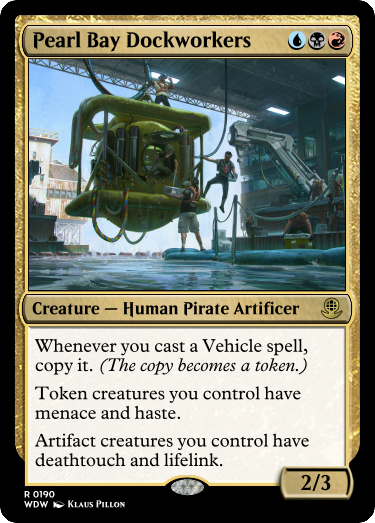 Pearl Bay Dockworkers
Creature — Human Pirate Artificer
Whenever you cast a Vehicle spell,
copy it. (The copy becomes a token.)
Token creatures you control have
menace and haste.
Artifact creatures you control have
deathtouch and lifelink.
2/3
R 0190
WDW Klaus Pillon